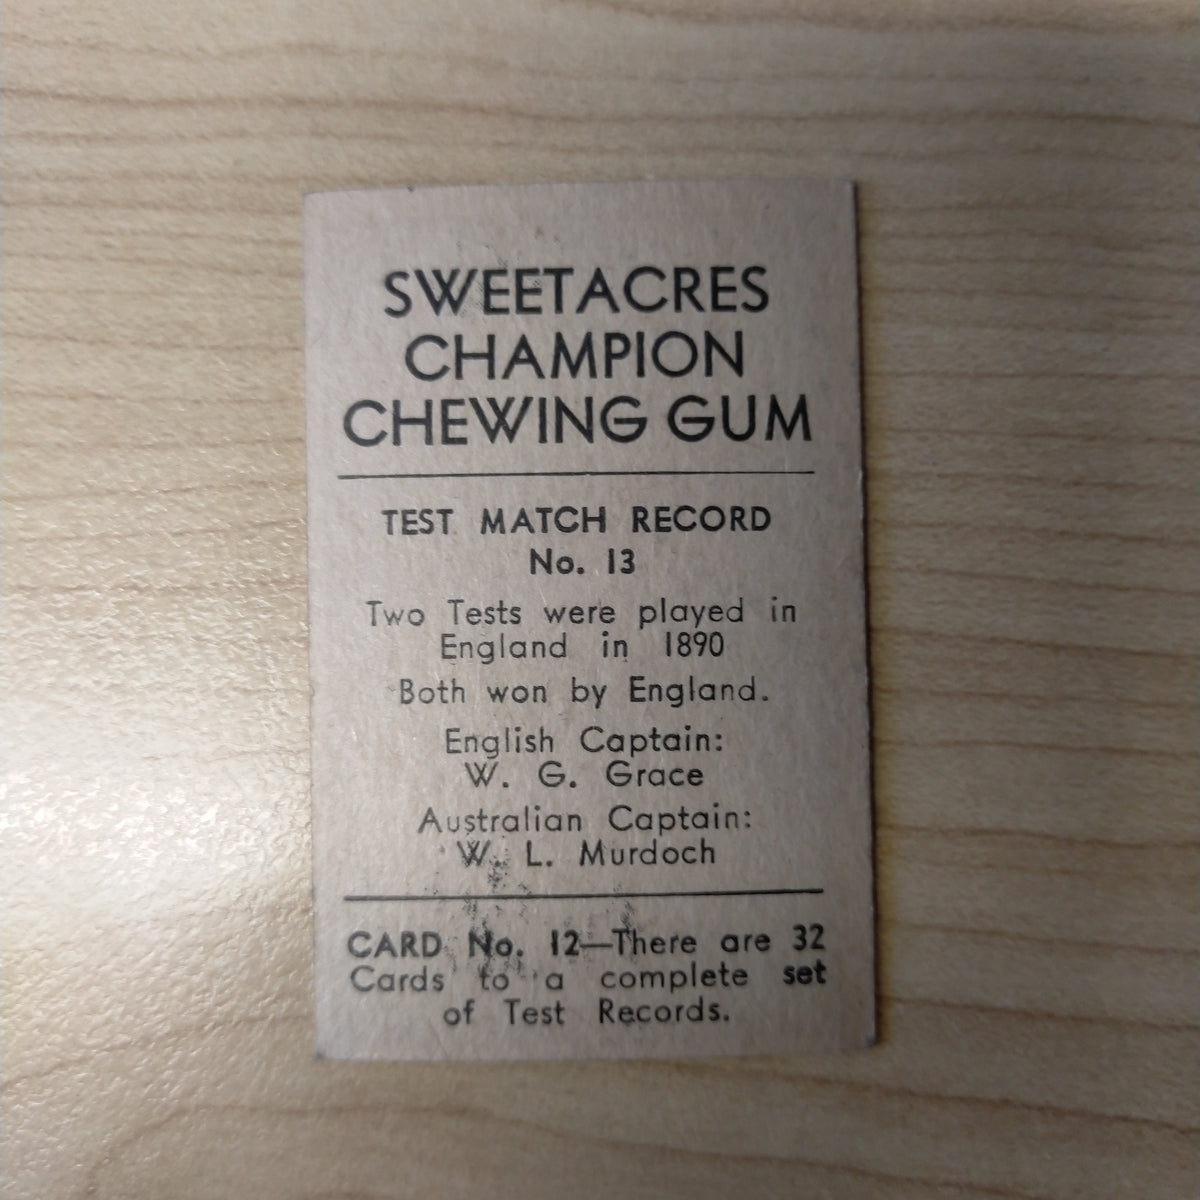 SWEETACRES
CHAMPION
CHEWING GUM
TEST MATCH RECORD
No. 13
Two Tests were played in
England in 1890
Both won by England.
English Captain:
W. G. Grace
Australian Captain:
W. L. Murdoch
CARD No. 12—There are 32
Cards to a complete set
of Test Records.